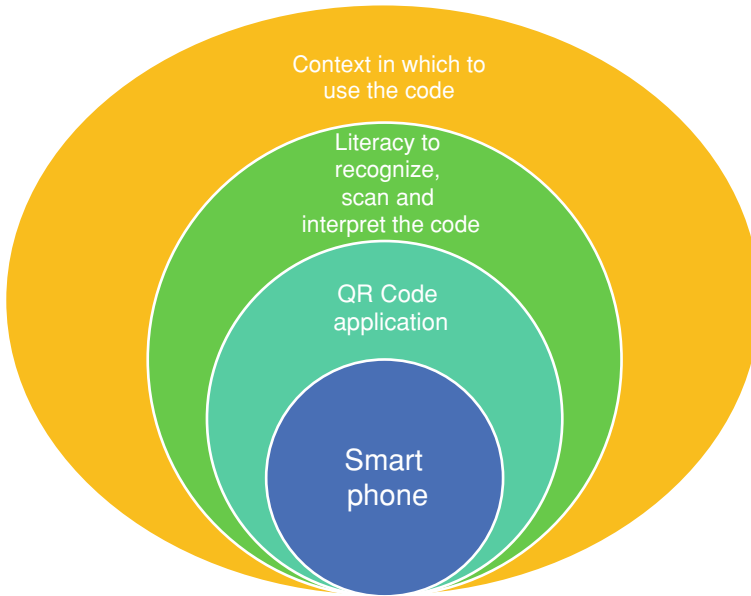 Context in which to
use the code
Literacy to
recognize,
scan and
interpret the code
QR Code
application
Smart
phone